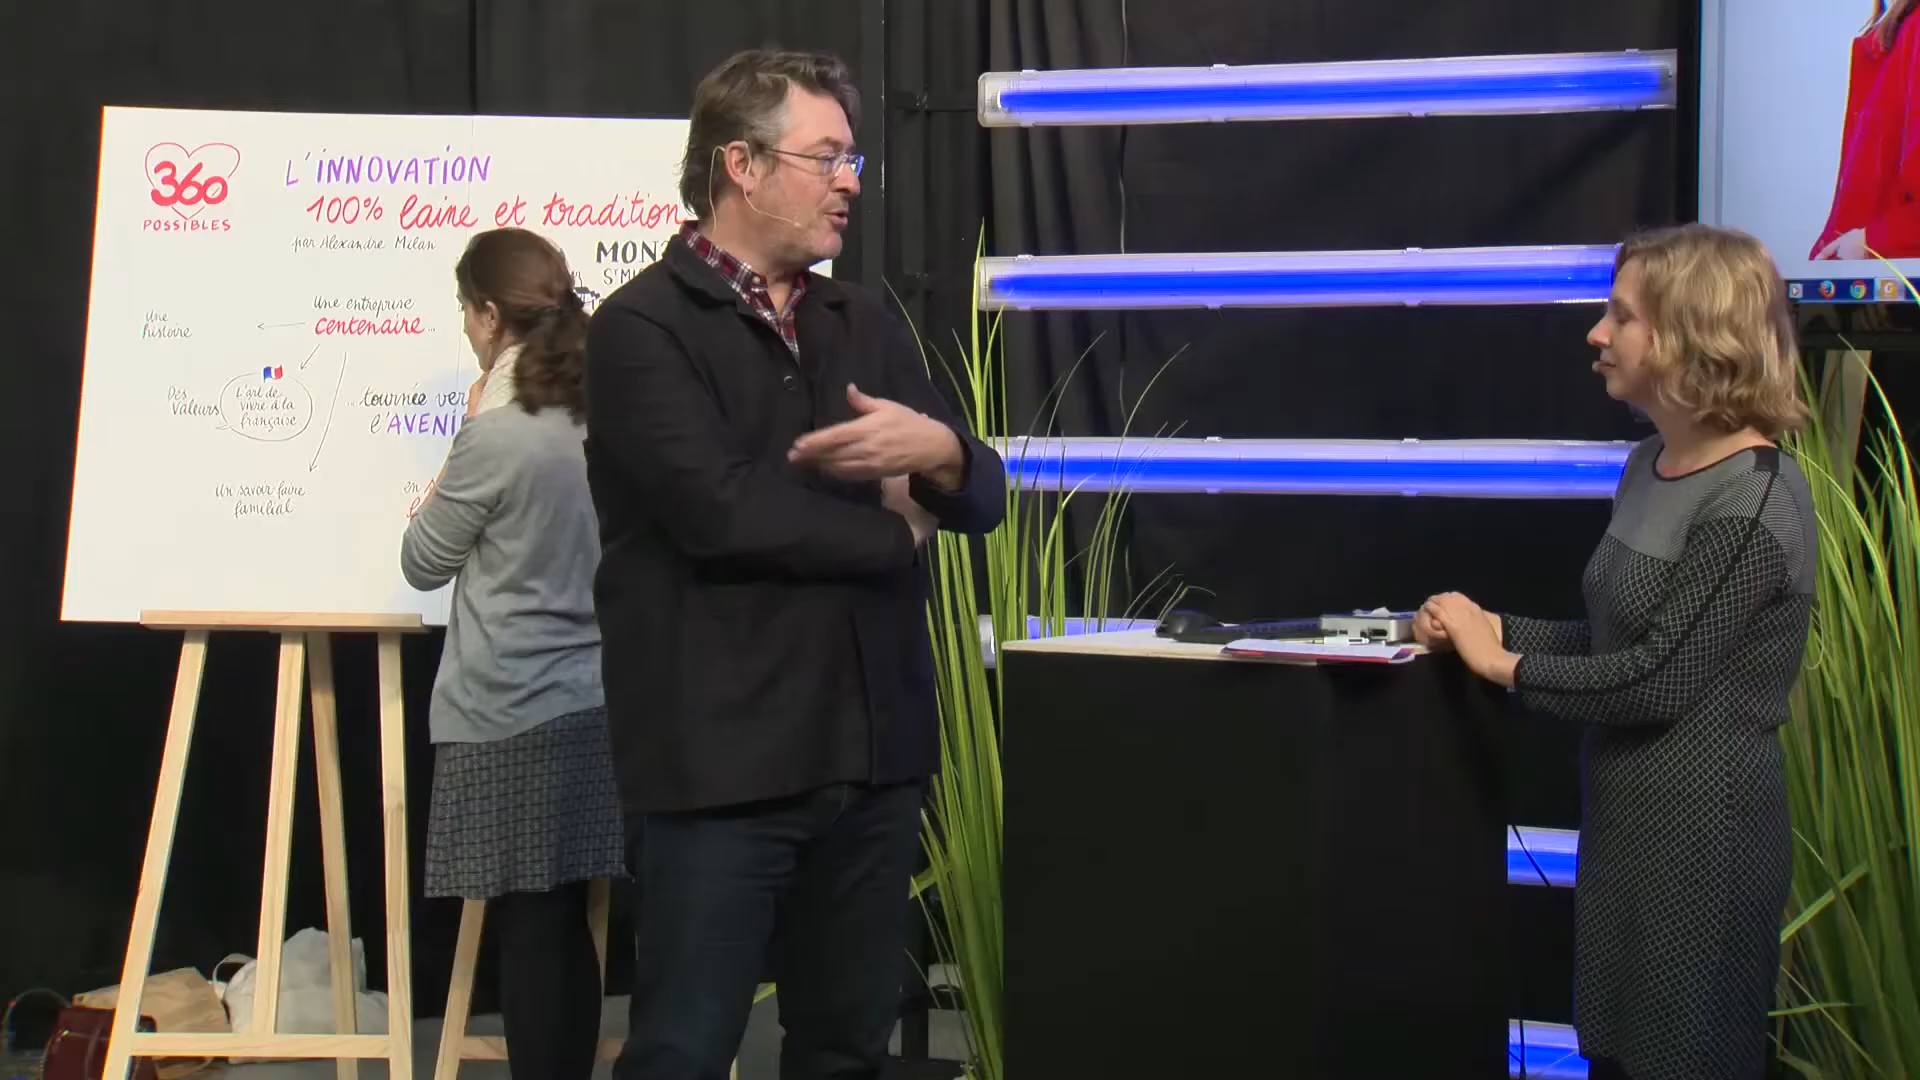 360
POSSIBLES
L'INNOVATION
100% laine et tradition
par Alexandre Milan
Une entreprise
centenaire...
Une
histoire
Des
valeurs
L'art de
vivre à la
française
... tournée
l'AVENI
Un savoir faire
familial
en